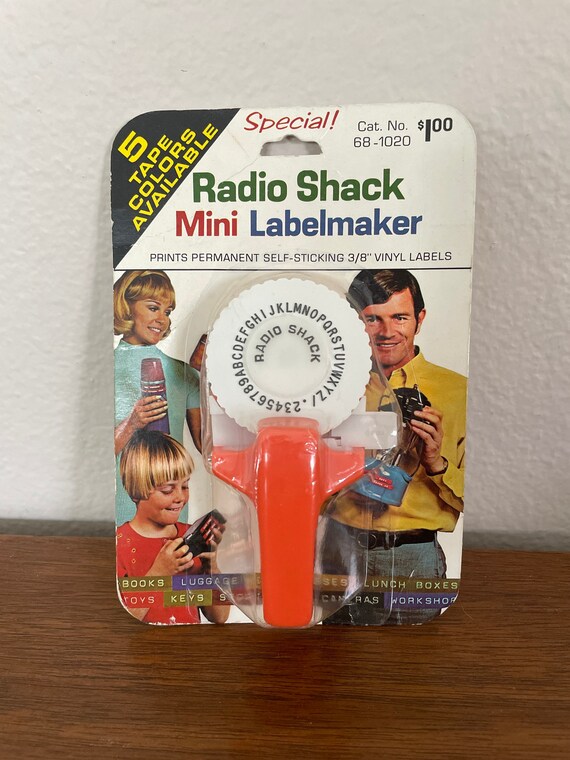 5
TAPE
COLORS
AVAILABLE
Special!
Cat. No.
68-1020
$1.00
Radio Shack
Mini Labelmaker
PRINTS PERMANENT SELF-STICKING 3/8" VINYL LABELS
ABCDEFGHIJKLMNOPQRSTUVWXYZ/.23456789
RADIO SHACK
BOOKS LUGGAGE LUNCH BOXES
TOYS KEYS WORKSHOP